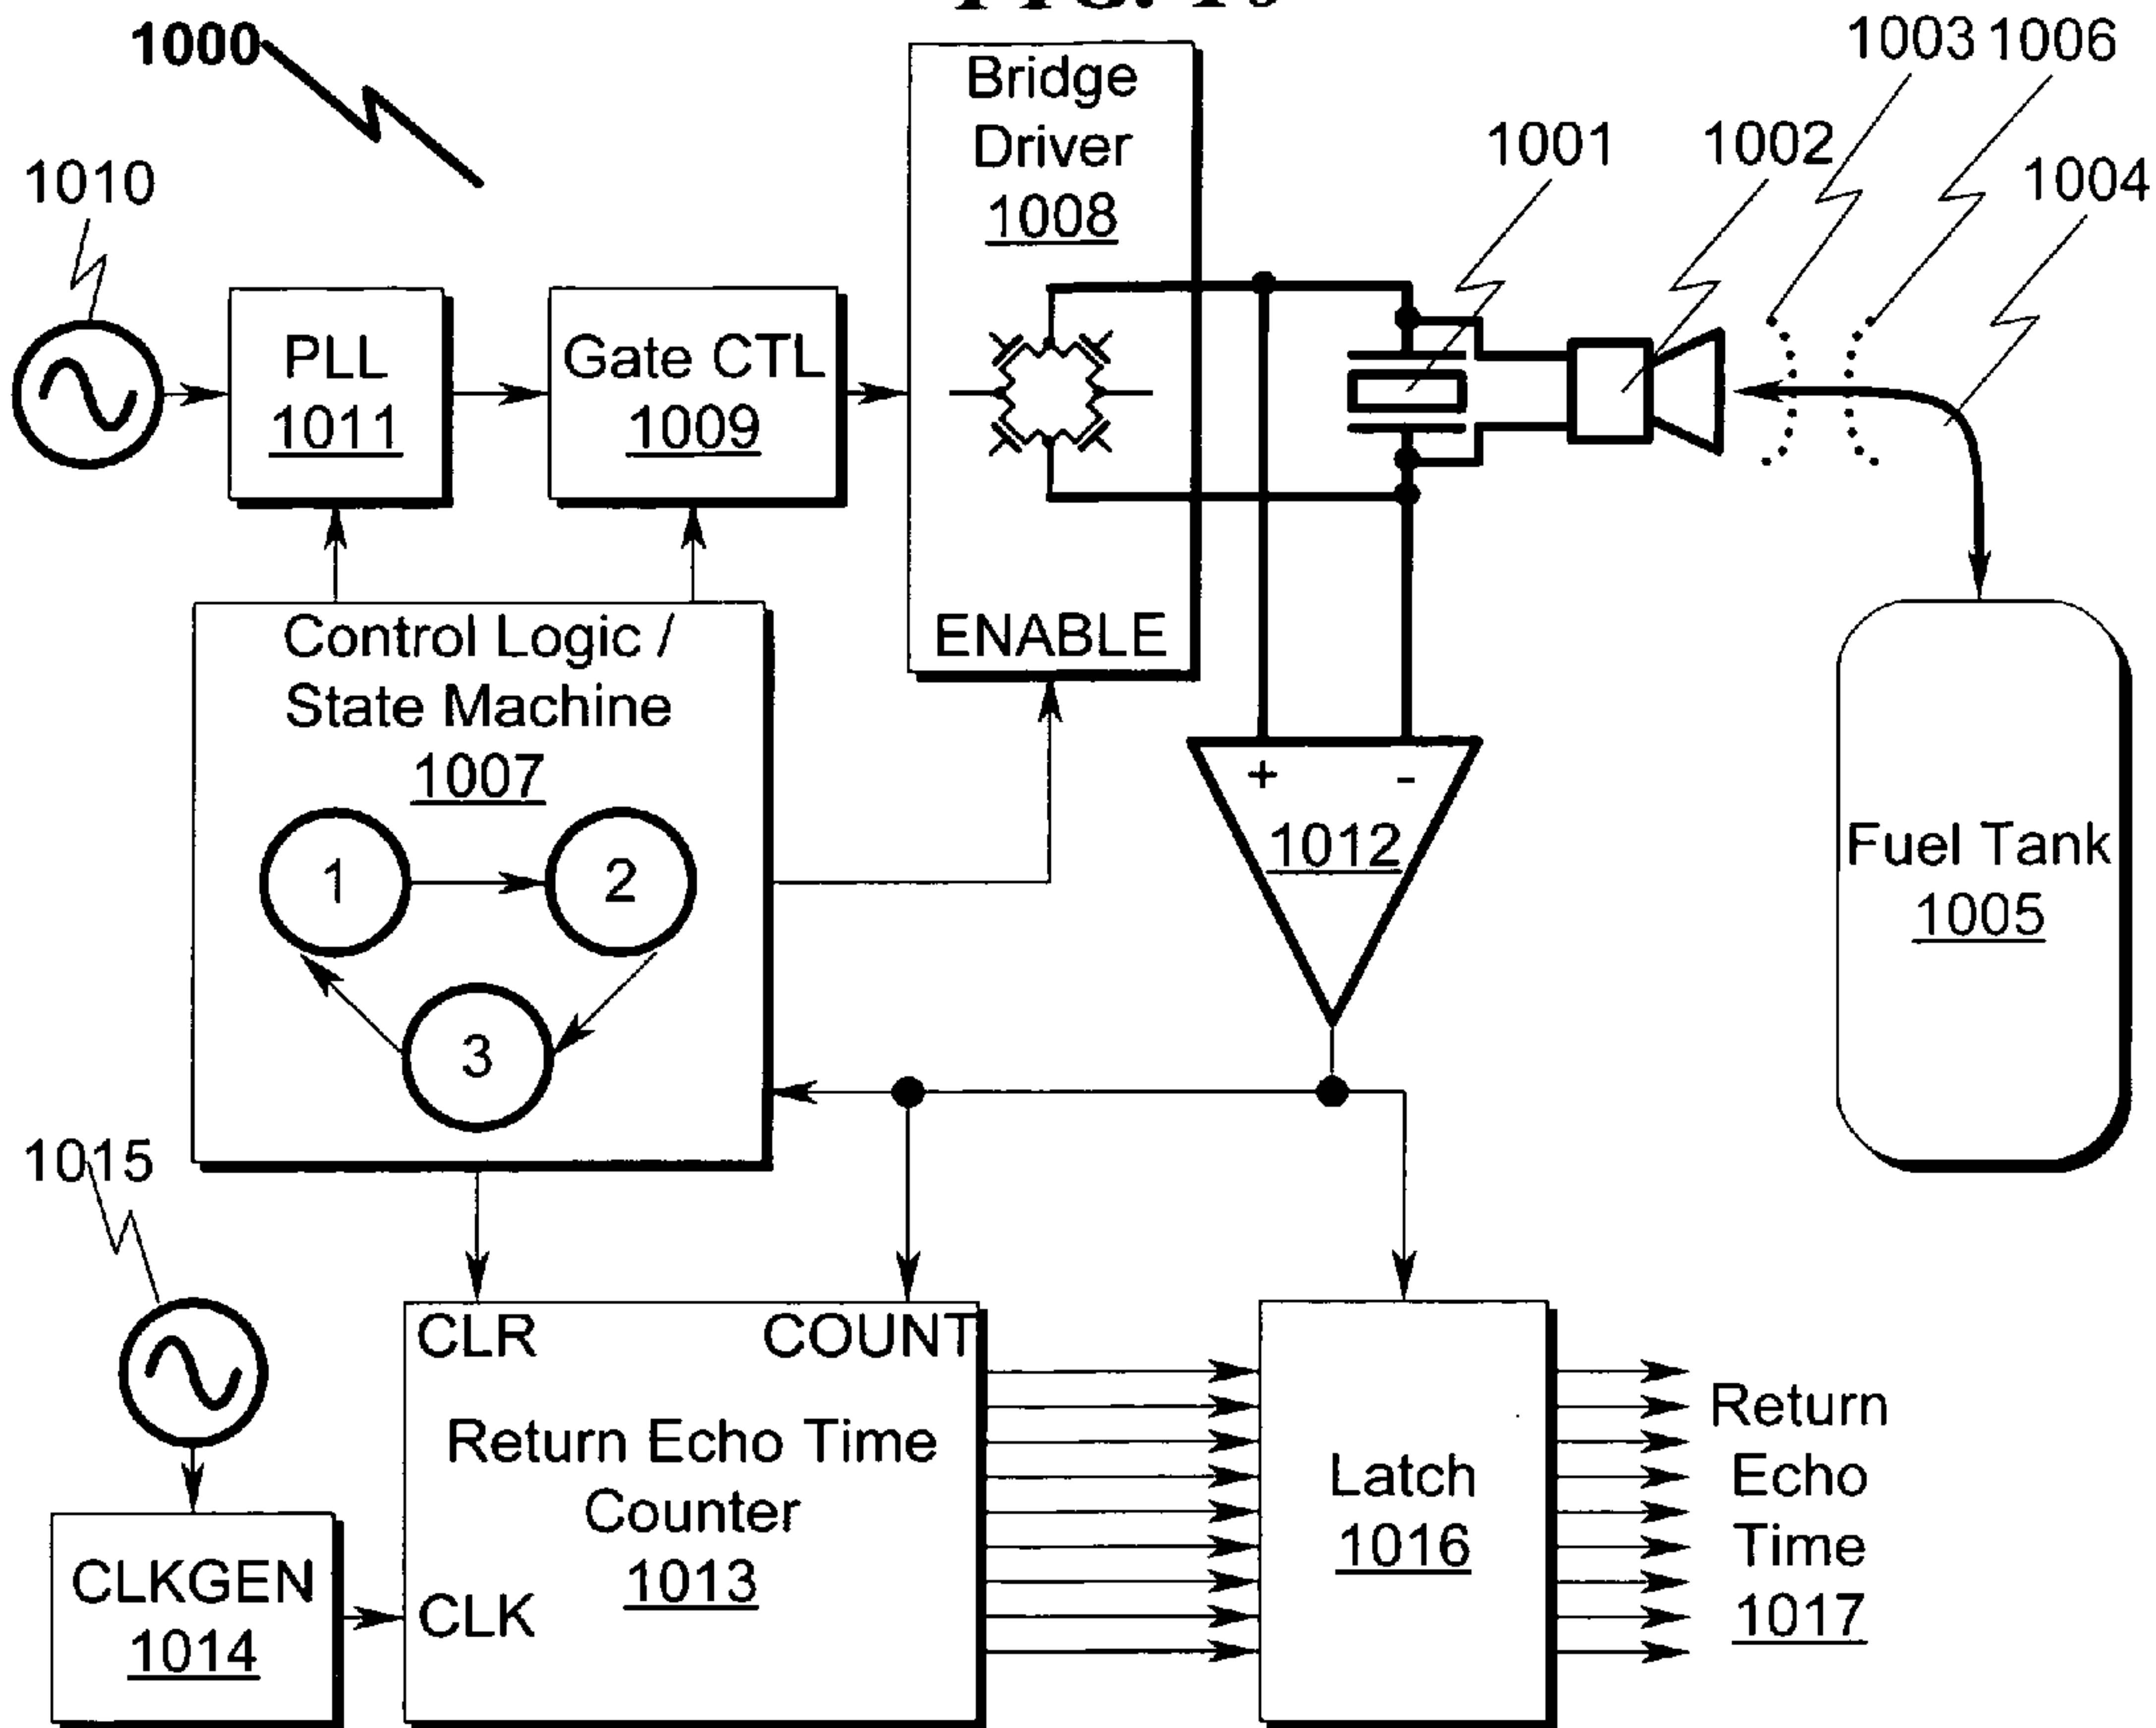 1000
1003 1006
Bridge
Driver
1008
1001
1002
1004
1010
PLL
1011
Gate CTL
1009
ENABLE
Control Logic /
State Machine
1007
1
2
3
+ -
1012
Fuel Tank
1005
1015
CLR
COUNT
Return Echo Time
Counter
1013
CLK
CLKGEN
1014
Latch
1016
Return
Echo
Time
1017